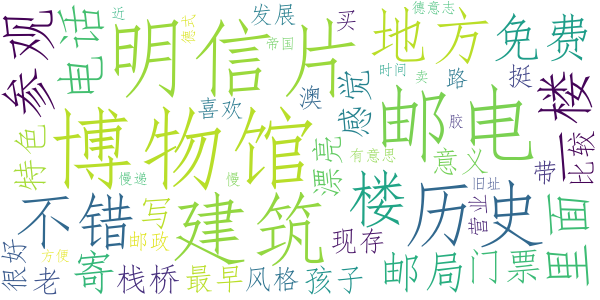 近
德式
发展
买
德意志
帝国
参观
电话
明信片
地方
免费
时间
卖
路
挺
一楼
喜欢
澳
感觉
胶
博物馆
邮电
特色
漂亮
有意思
意义
带
比较
慢递
慢
旧址
不错
写
建筑
楼
历史
营业
里面
邮政
现存
很好
方便
老
寄
栈桥
最早
风格
孩子
邮局
门票